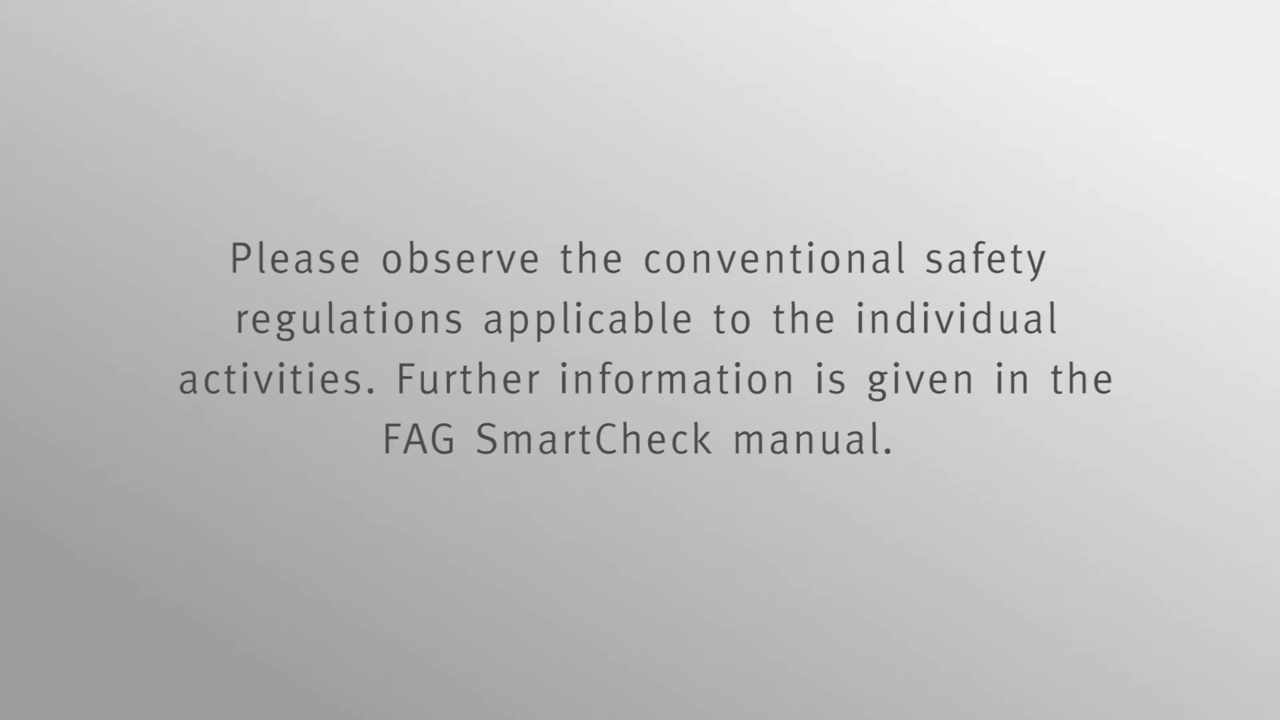 Please observe the conventional safety
regulations applicable to the individual
activities. Further information is given in the
FAG SmartCheck manual.